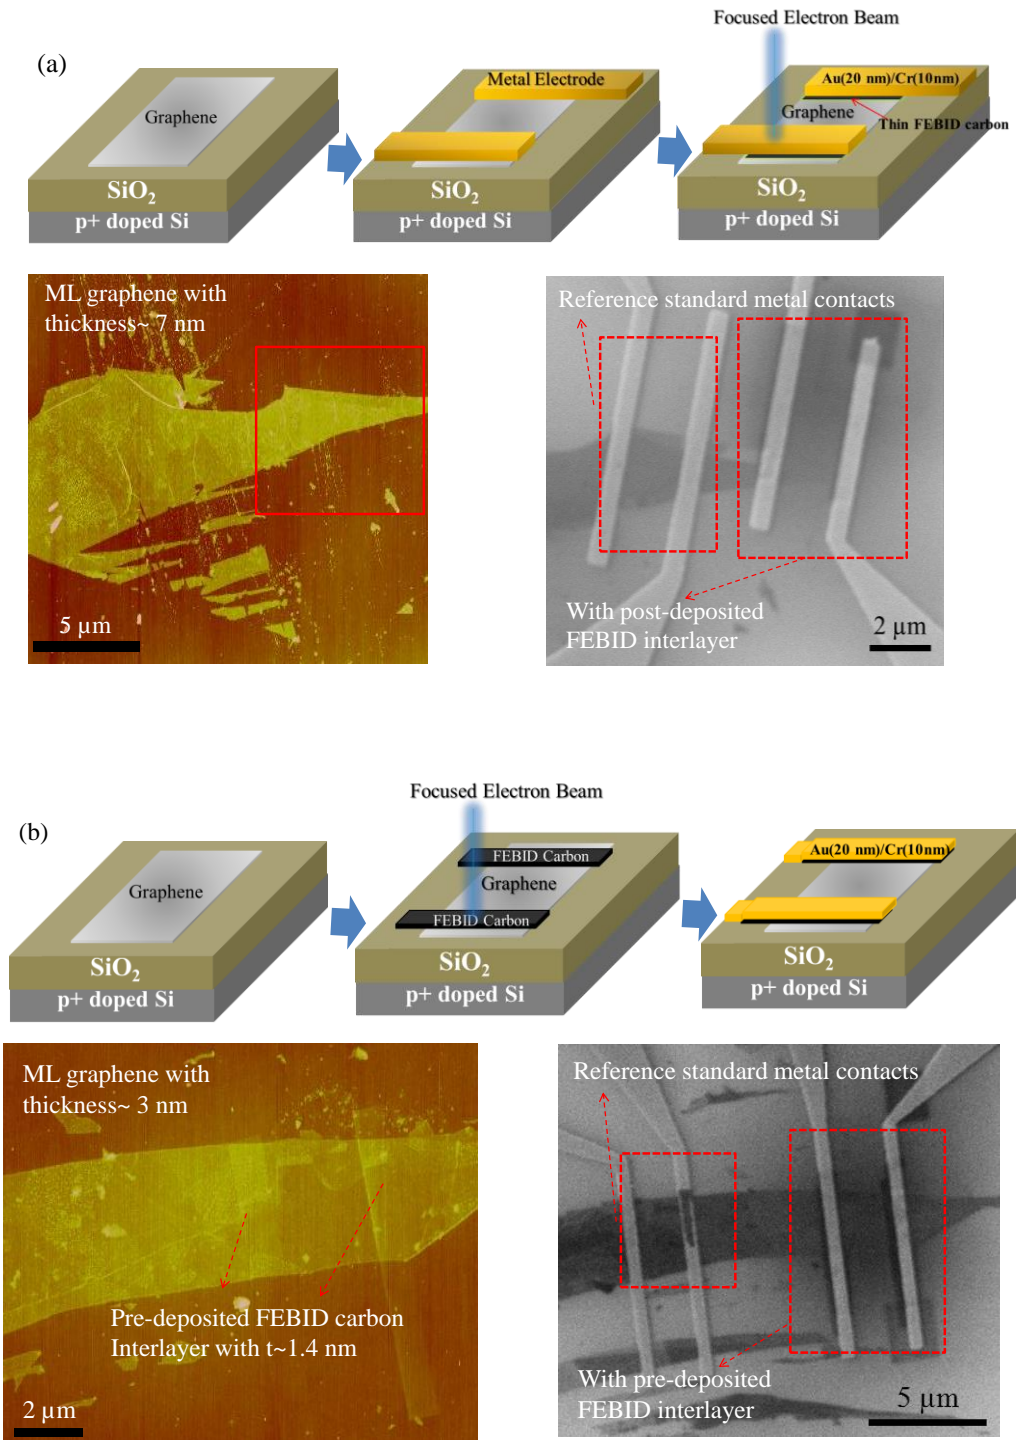 Focused Electron Beam
(a)
Metal Electrode
Au(20 nm)/Cr(10nm)
Graphene
Graphene
Thin FEBID carbon
SiO2
SiO2
SiO2
p+ doped Si
p+ doped Si
p+ doped Si
ML graphene with
thickness~ 7 nm
5 µm
Reference standard metal contacts
With post-deposited
FEBID interlayer
2 µm
Focused Electron Beam
(b)
FEBID Carbon
Au(20 nm)/Cr(10nm)
Graphene
Graphene
FEBID Carbon
SiO2
SiO2
SiO2
p+ doped Si
p+ doped Si
p+ doped Si
ML graphene with
thickness~ 3 nm
Pre-deposited FEBID carbon
Interlayer with t~1.4 nm
2 µm
Reference standard metal contacts
With pre-deposited
FEBID interlayer
5 µm